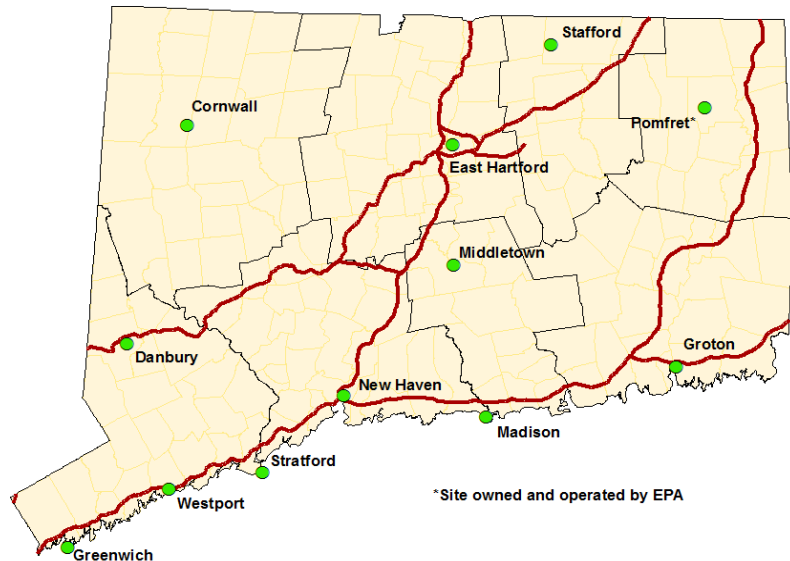 Stafford
Cornwall
Pomfret*
East Hartford
Middletown
Groton
Danbury
New Haven
Madison
Stratford
*Site owned and operated by EPA
Westport
Greenwich